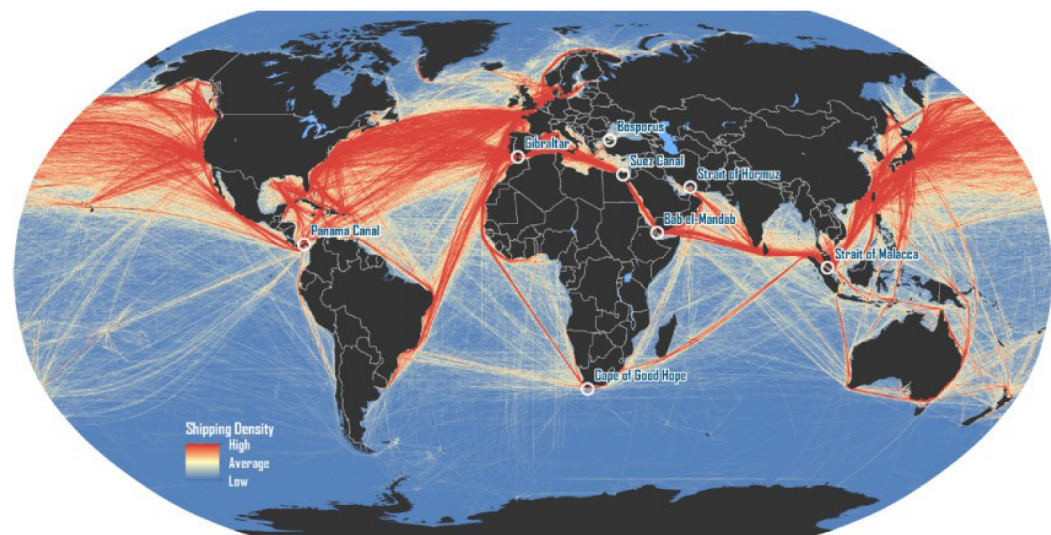 Bosporus
Gibraltar
Suez Canal
Strait of Hormuz
Bab el-Mandab
Panama Canal
Strait of Malacca
Cape of Good Hope
Shipping Density
High
Average
Low